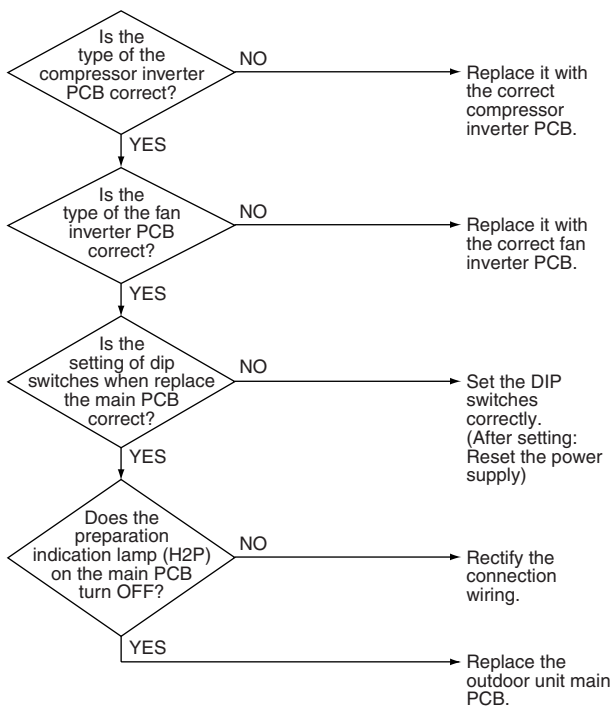 Is the
type of the
compressor inverter
PCB correct?
NO
Replace it with
the correct
compressor
inverter PCB.
YES
Is the
type of the fan
inverter PCB
correct?
NO
Replace it with
the correct fan
inverter PCB.
YES
Is the
setting of dip
switches when replace
the main PCB
correct?
NO
Set the DIP
switches
correctly.
(After setting:
Reset the power
supply)
YES
Does the
preparation
indication lamp (H2P)
on the main PCB
turn OFF?
NO
Rectify the
connection
wiring.
YES
Replace the
outdoor unit main
PCB.